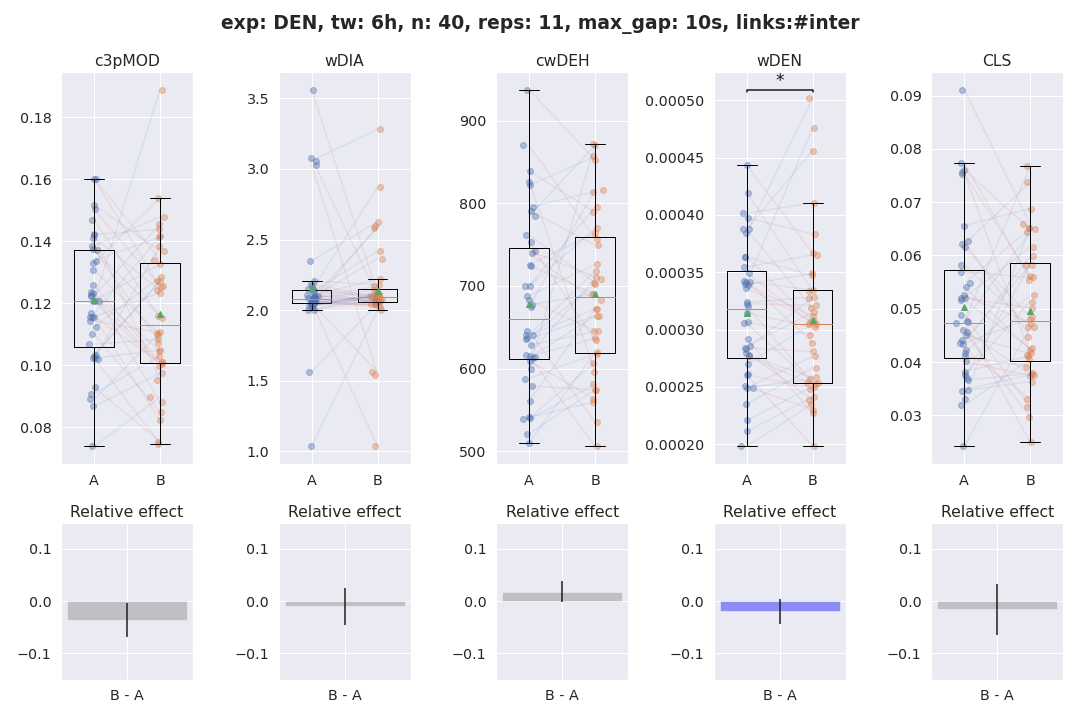 exp: DEN, tw: 6h, n: 40, reps: 11, max_gap: 10s, links:#inter
c3pMOD wDIA cwDEH wDEN CLS
*
0.18
0.16
0.14
0.12
0.10
0.08
A B
3.5
3.0
2.5
2.0
1.5
1.0
A B
900
800
700
600
500
A B
0.00050
0.00045
0.00040
0.00035
0.00030
0.00025
0.00020
A B
0.09
0.08
0.07
0.06
0.05
0.04
0.03
A B
Relative effect Relative effect Relative effect Relative effect Relative effect
0.1 0.1 0.1 0.1 0.1
0.0 0.0 0.0 0.0 0.0
−0.1 −0.1 −0.1 −0.1 −0.1
B - A B - A B - A B - A B - A